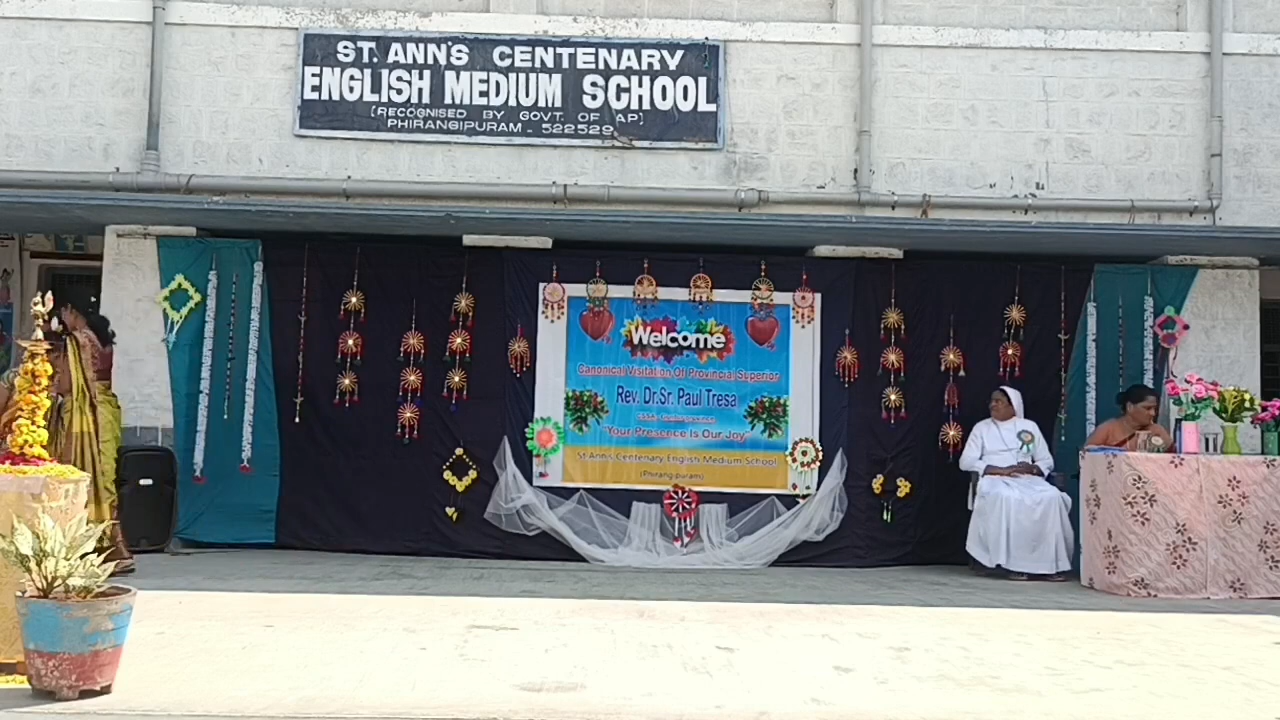 ST. ANN'S CENTENARY
ENGLISH MEDIUM SCHOOL
(RECOGNISED BY GOVT. OF AP)
PHIRANGIPURAM - 522529
Welcome
Canonical Visitation Of Provincial Superior
Rev. Dr.Sr. Paul Tresa
"Your Presence Is Our Joy"
St Ann's Centenary English Medium School
(Phirangipuram)